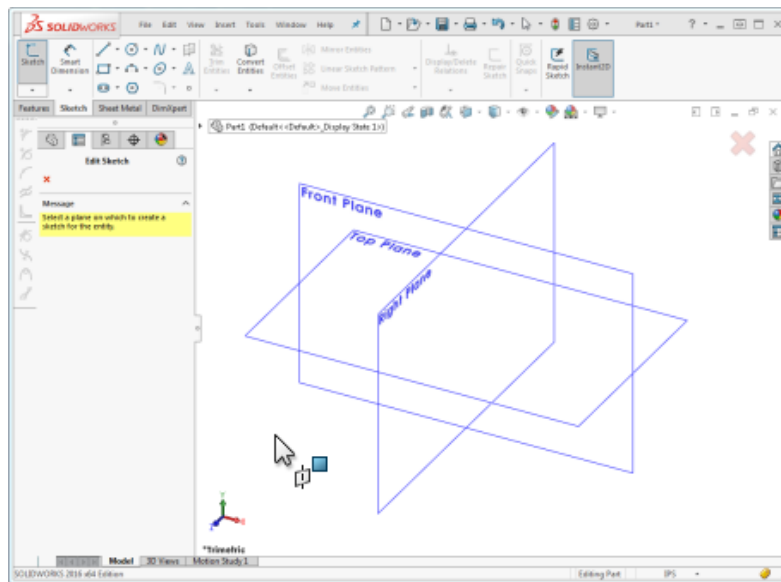 SOLIDWORKS File Edit View Insert Tools Window Help Part1 ?
Sketch Smart Dimension Trim Entities Convert Entities Offset Entities Mirror Entities Linear Sketch Pattern Move Entities Display/Delete Relations Repair Sketch Quick Snaps Rapid Sketch Instant2D
Features Sketch Sheet Metal DimXpert
Part1 (Default<<Default>_Display State 1>)
Edit Sketch
Message
Select a plane on which to create a
sketch for the entity.
Front Plane
Top Plane
Right Plane
*Trimetric
Model 3D Views Motion Study 1
SOLIDWORKS 2016 x64 Edition Editing Part IPS